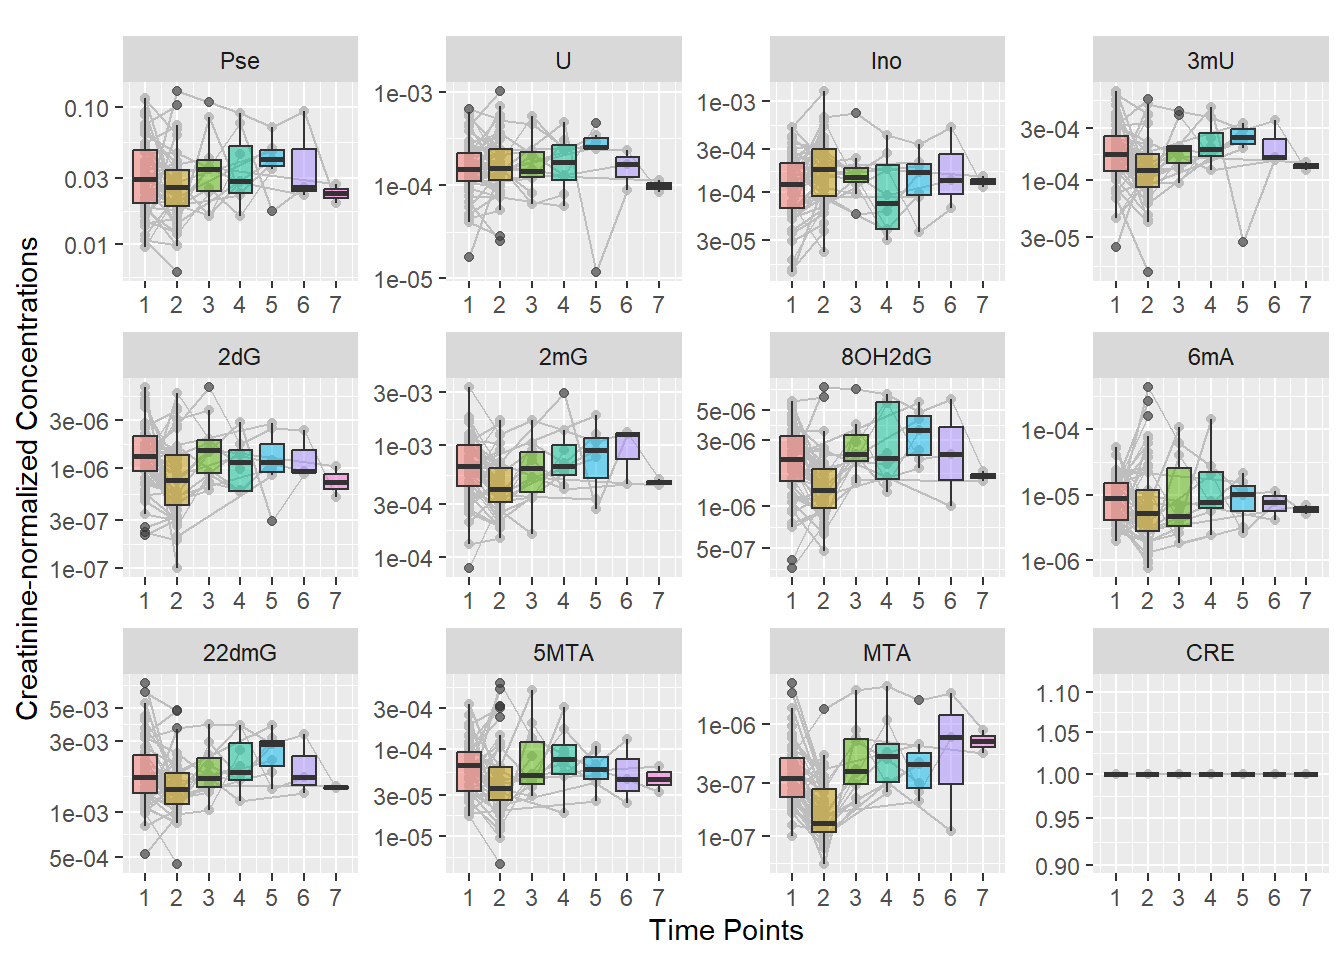 Creatinine-normalized Concentrations
Pse
0.10
0.03
0.01
1 2 3 4 5 6 7
U
1e-03
1e-04
1e-05
1 2 3 4 5 6 7
Ino
1e-03
3e-04
1e-04
3e-05
1 2 3 4 5 6 7
3mU
3e-04
1e-04
3e-05
1 2 3 4 5 6 7
2dG
3e-06
1e-06
3e-07
1e-07
1 2 3 4 5 6 7
2mG
3e-03
1e-03
3e-04
1e-04
1 2 3 4 5 6 7
8OH2dG
5e-06
3e-06
1e-06
5e-07
1 2 3 4 5 6 7
6mA
1e-04
1e-05
1e-06
1 2 3 4 5 6 7
22dmG
5e-03
3e-03
1e-03
5e-04
1 2 3 4 5 6 7
5MTA
3e-04
1e-04
3e-05
1e-05
1 2 3 4 5 6 7
MTA
1e-06
3e-07
1e-07
1 2 3 4 5 6 7
CRE
1.10
1.05
1.00
0.95
0.90
1 2 3 4 5 6 7
Time Points